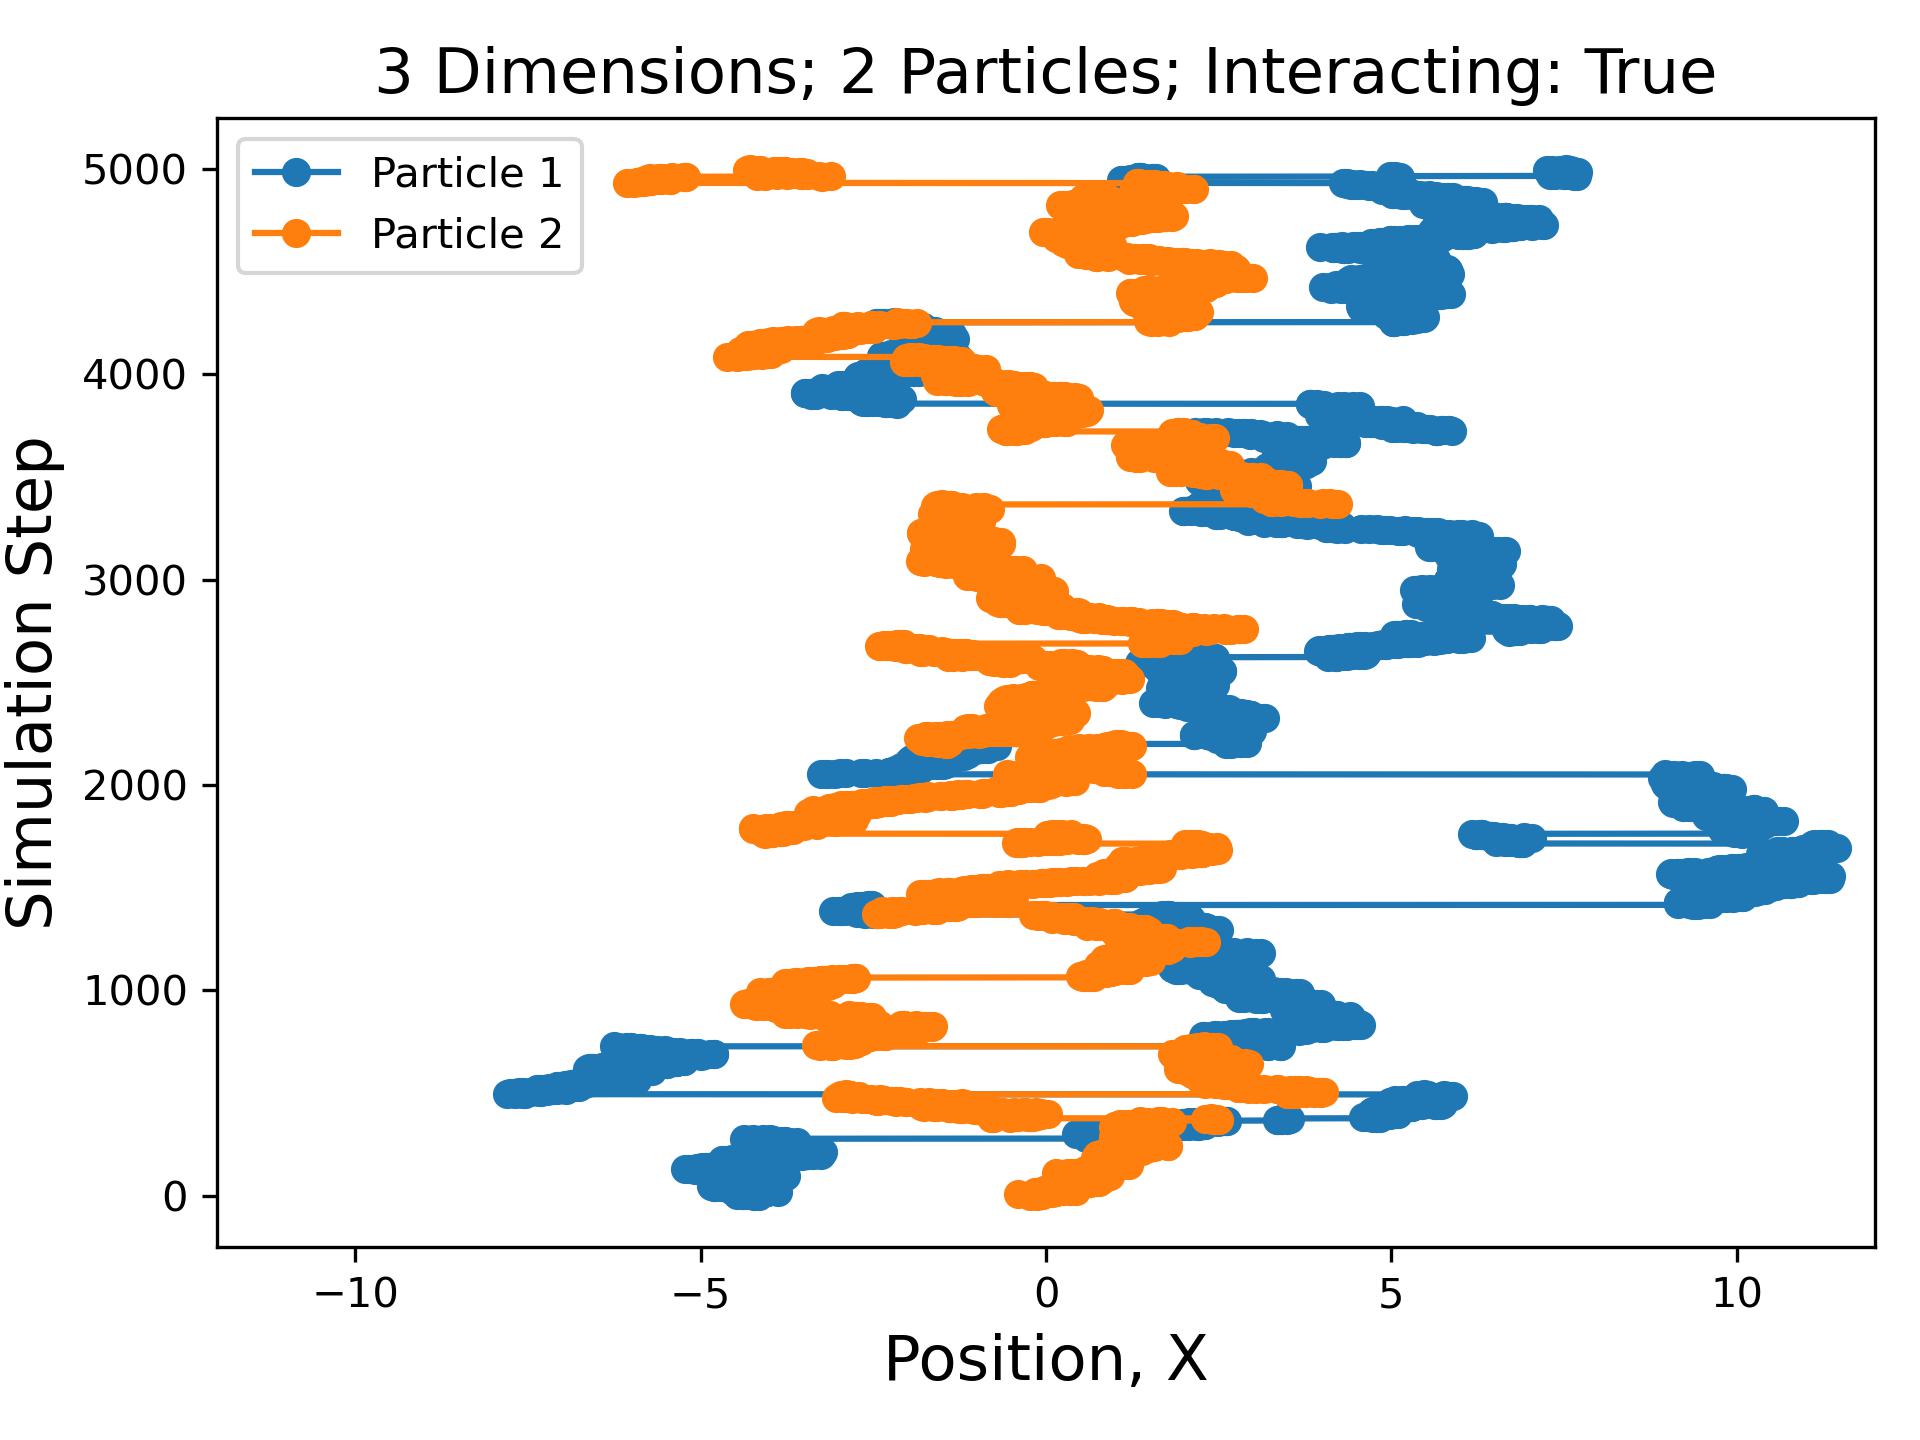 3 Dimensions; 2 Particles; Interacting: True
Particle 1
Particle 2
5000
4000
3000
2000
1000
0
Simulation Step
−10
−5
0
5
10
Position, X